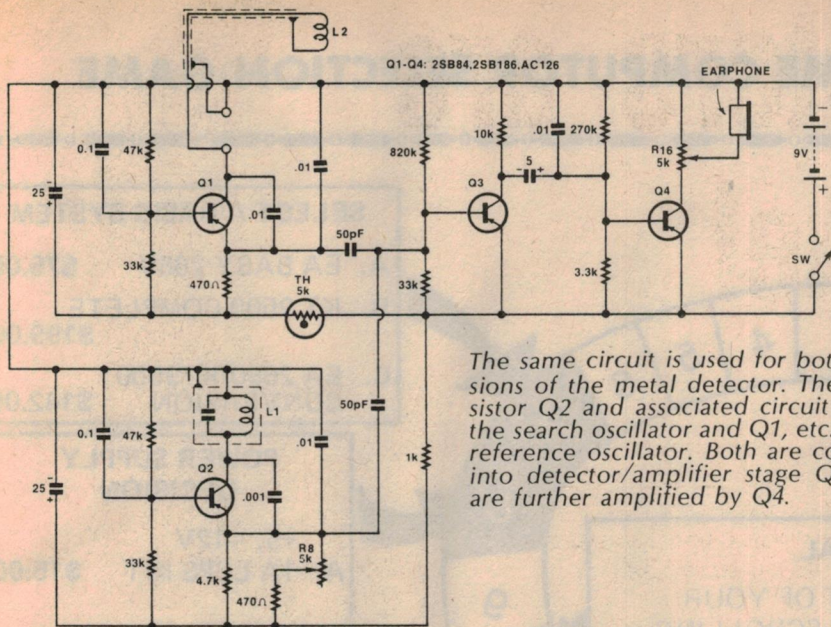 L2
Q1-Q4: 2SB84,2SB186,AC126
EARPHONE
0.1
47k
.01
820k
10k
.01
270k
R16
5k
9V
25
Q1
.01
5
Q3
Q4
50pF
33k
470Ω
TH
5k
33k
3.3k
SW
0.1
47k
L1
.01
50pF
1k
25
Q2
.001
33k
4.7k
R8
5k
470Ω
The same circuit is used for bot
sions of the metal detector. The
sistor Q2 and associated circuit
the search oscillator and Q1, etc.
reference oscillator. Both are co
into detector/amplifier stage Q
are further amplified by Q4.